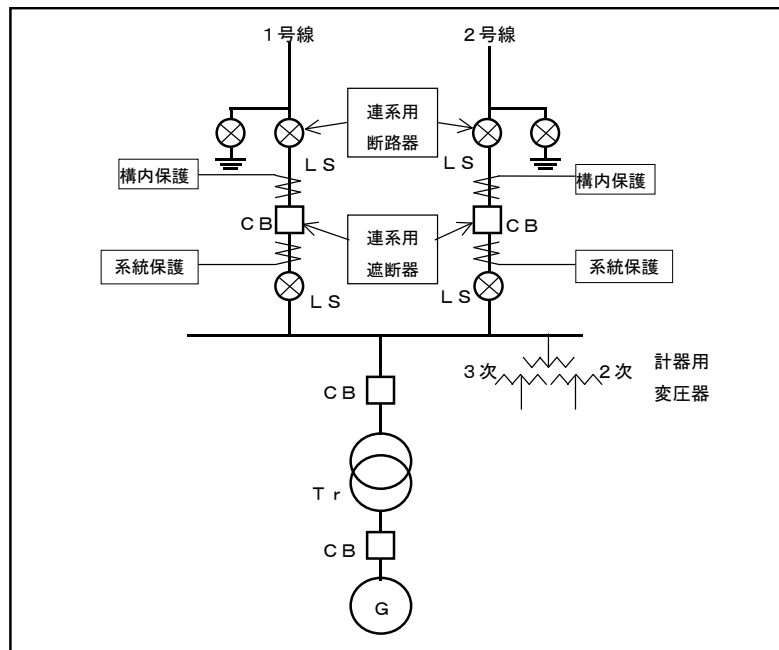 １号線
２号線
連系用
断路器
ＬＳ
ＬＳ
構内保護
構内保護
ＣＢ
連系用
遮断器
ＣＢ
系統保護
系統保護
ＬＳ
ＬＳ
３次
２次
計器用
変圧器
ＣＢ
Ｔｒ
ＣＢ
Ｇ